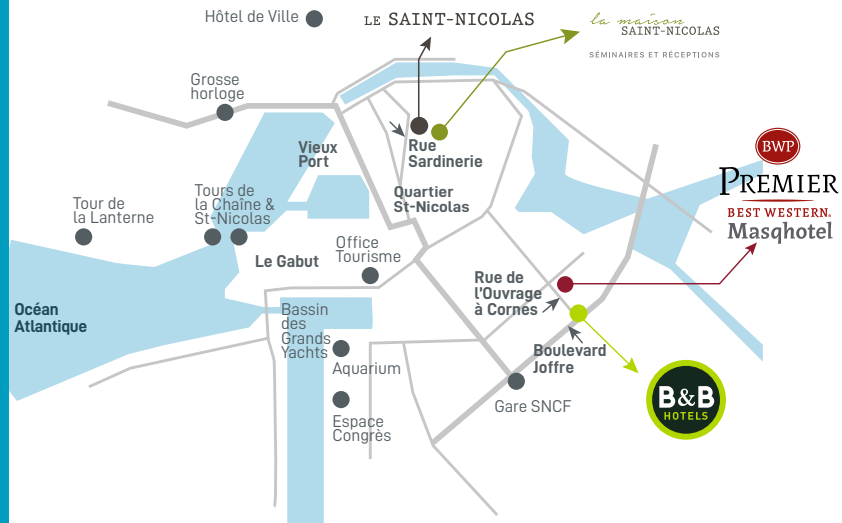 Hôtel de Ville
LE SAINT-NICOLAS
la maison
SAINT-NICOLAS
SÉMINAIRES ET RÉCEPTIONS
Grosse
horloge
Vieux
Port
Rue
Sardinerie
BWP
PREMIER
BEST WESTERN®
Masqhotel
Quartier
St-Nicolas
Tour de
la Lanterne
Tours de
la Chaîne &
St-Nicolas
Office
Tourisme
Le Gabut
Rue de
l'Ouvrage
à Cornes
Océan
Atlantique
Bassin
des
Grands
Yachts
Aquarium
Boulevard
Joffre
Espace
Congrès
Gare SNCF
B&B
HOTELS